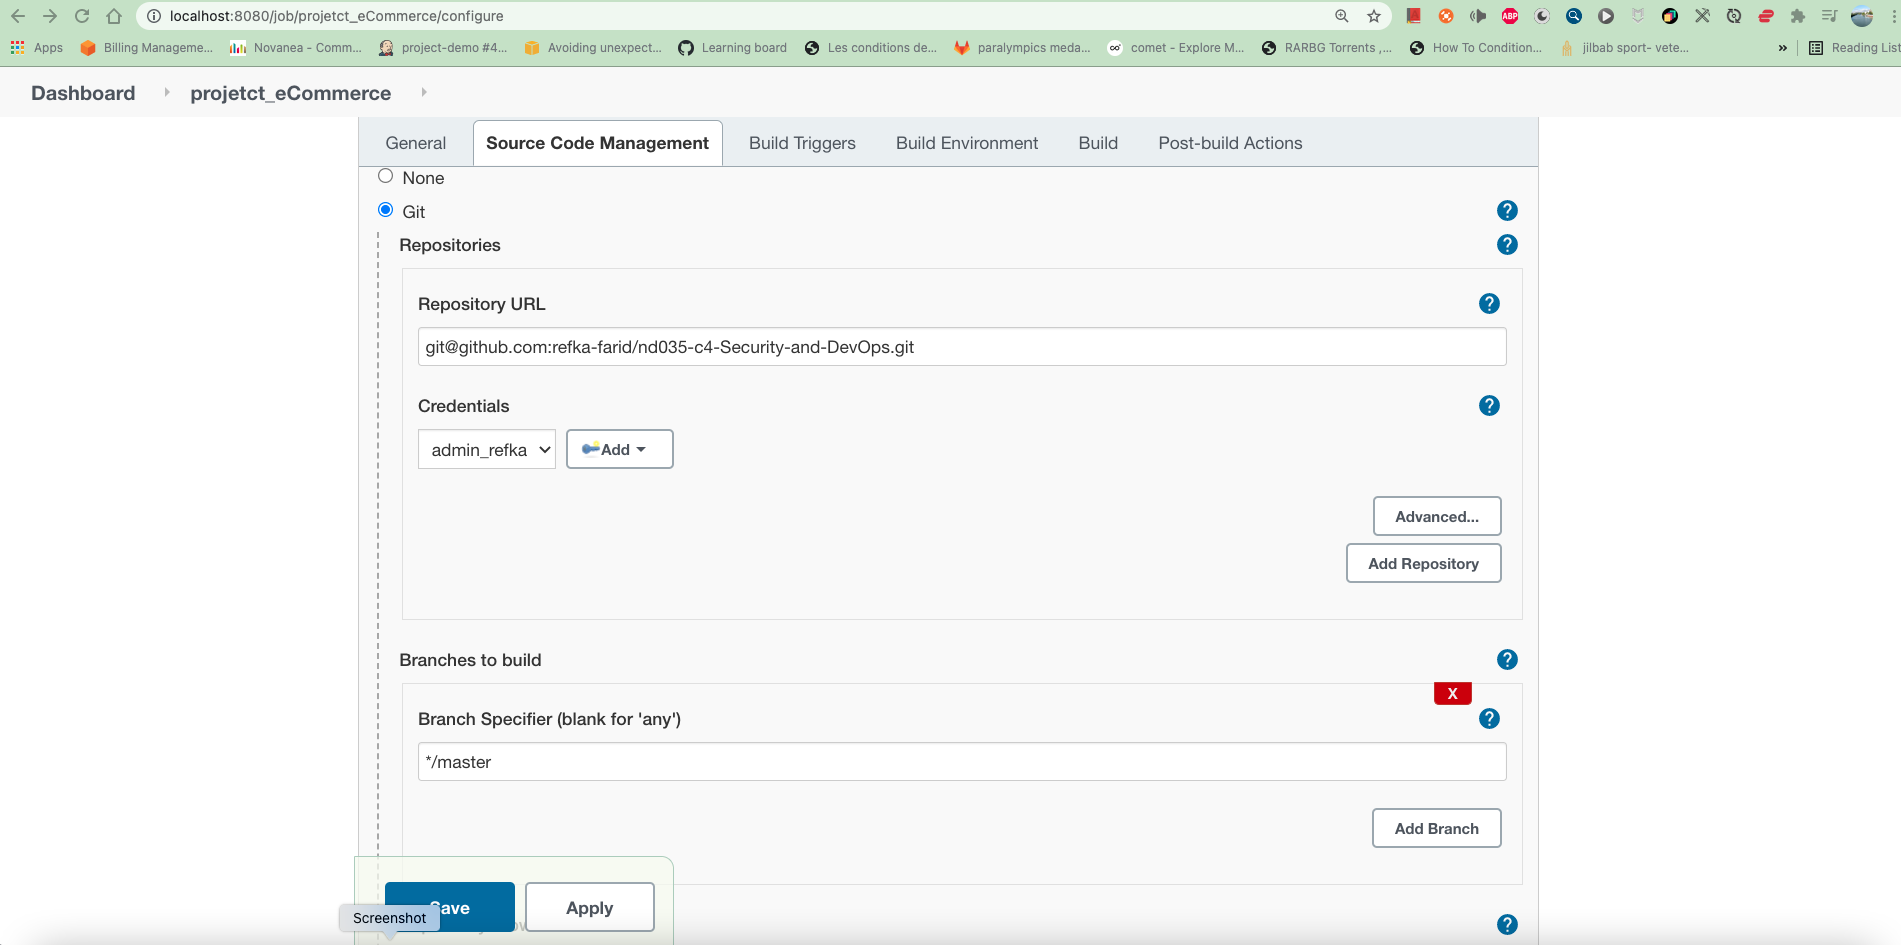 localhost:8080/job/projetct_eCommerce/configure
Apps Billing Manageme... Novanea - Comm... project-demo #4... Avoiding unexpect... Learning board Les conditions de... paralympics meda... comet - Explore M... RARBG Torrents ,... How To Condition... jilbab sport- vete... » Reading List
Dashboard projetct_eCommerce
General Source Code Management Build Triggers Build Environment Build Post-build Actions
None
Git ?
Repositories ?
Repository URL ?
git@github.com:refka-farid/nd035-c4-Security-and-DevOps.git
Credentials ?
admin_refka Add
Advanced...
Add Repository
Branches to build ?
X
Branch Specifier (blank for 'any') ?
*/master
Add Branch
Save Apply
Screenshot
?